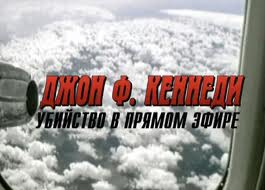 ДЖОН Ф. КЕННЕДИ
УБИЙСТВО В ПРЯМОМ ЭФИРЕ